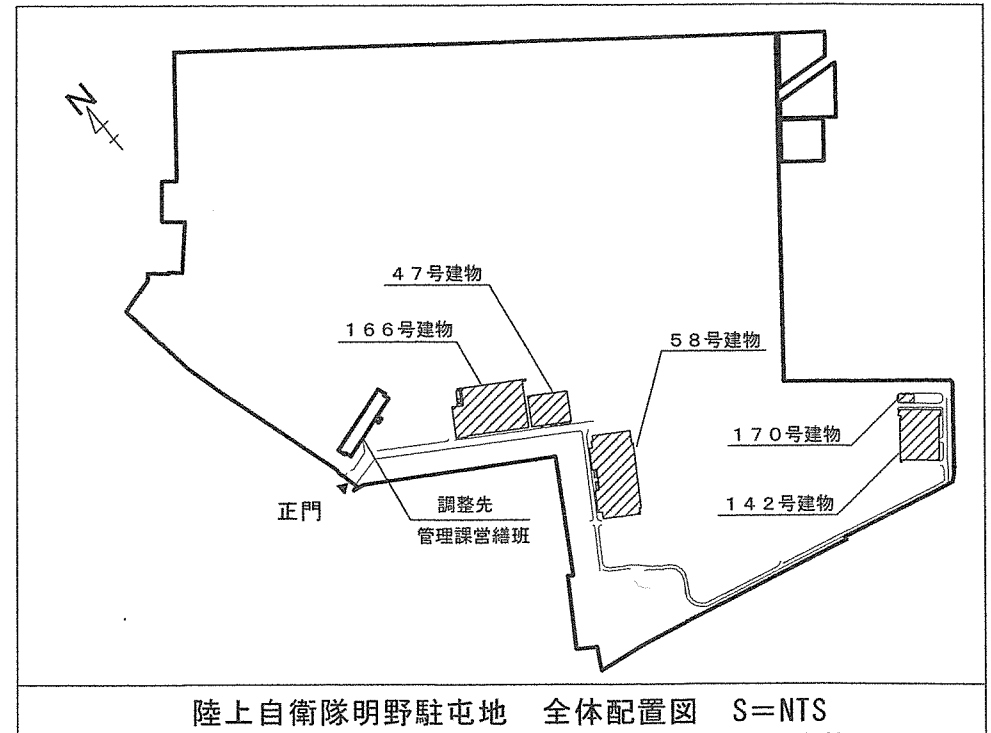 N
４７号建物
１６６号建物
５８号建物
１７０号建物
１４２号建物
正門
調整先
管理課営繕班
陸上自衛隊明野駐屯地　全体配置図　S＝NTS